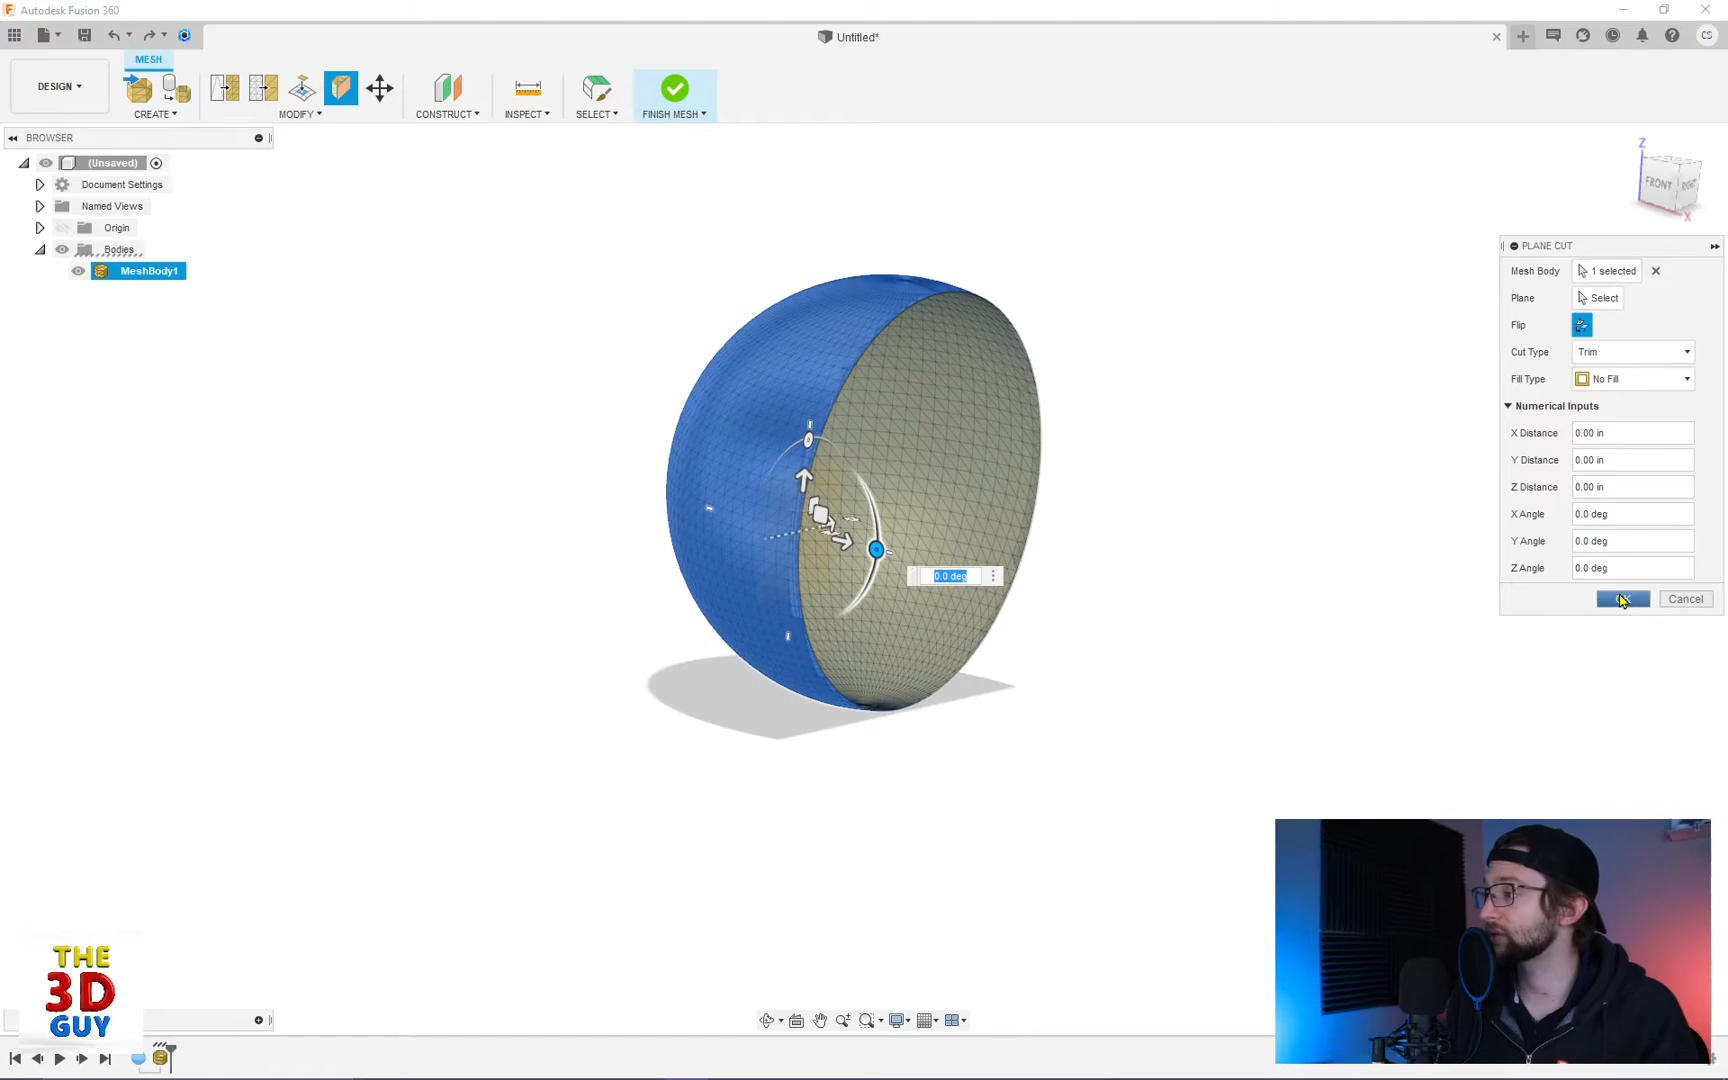 Autodesk Fusion 360
Untitled*
CS
MESH
DESIGN
CREATE
MODIFY
CONSTRUCT
INSPECT
SELECT
FINISH MESH
BROWSER
(Unsaved)
Document Settings
Named Views
Origin
Bodies
MeshBody1
Z
FRONT
RIGHT
X
PLANE CUT
Mesh Body
1 selected
Plane
Select
Flip
Cut Type
Trim
Fill Type
No Fill
Numerical Inputs
X Distance
0.00 in
Y Distance
0.00 in
Z Distance
0.00 in
X Angle
0.0 deg
Y Angle
0.0 deg
Z Angle
0.0 deg
Cancel
0.0 deg
THE
3D
GUY